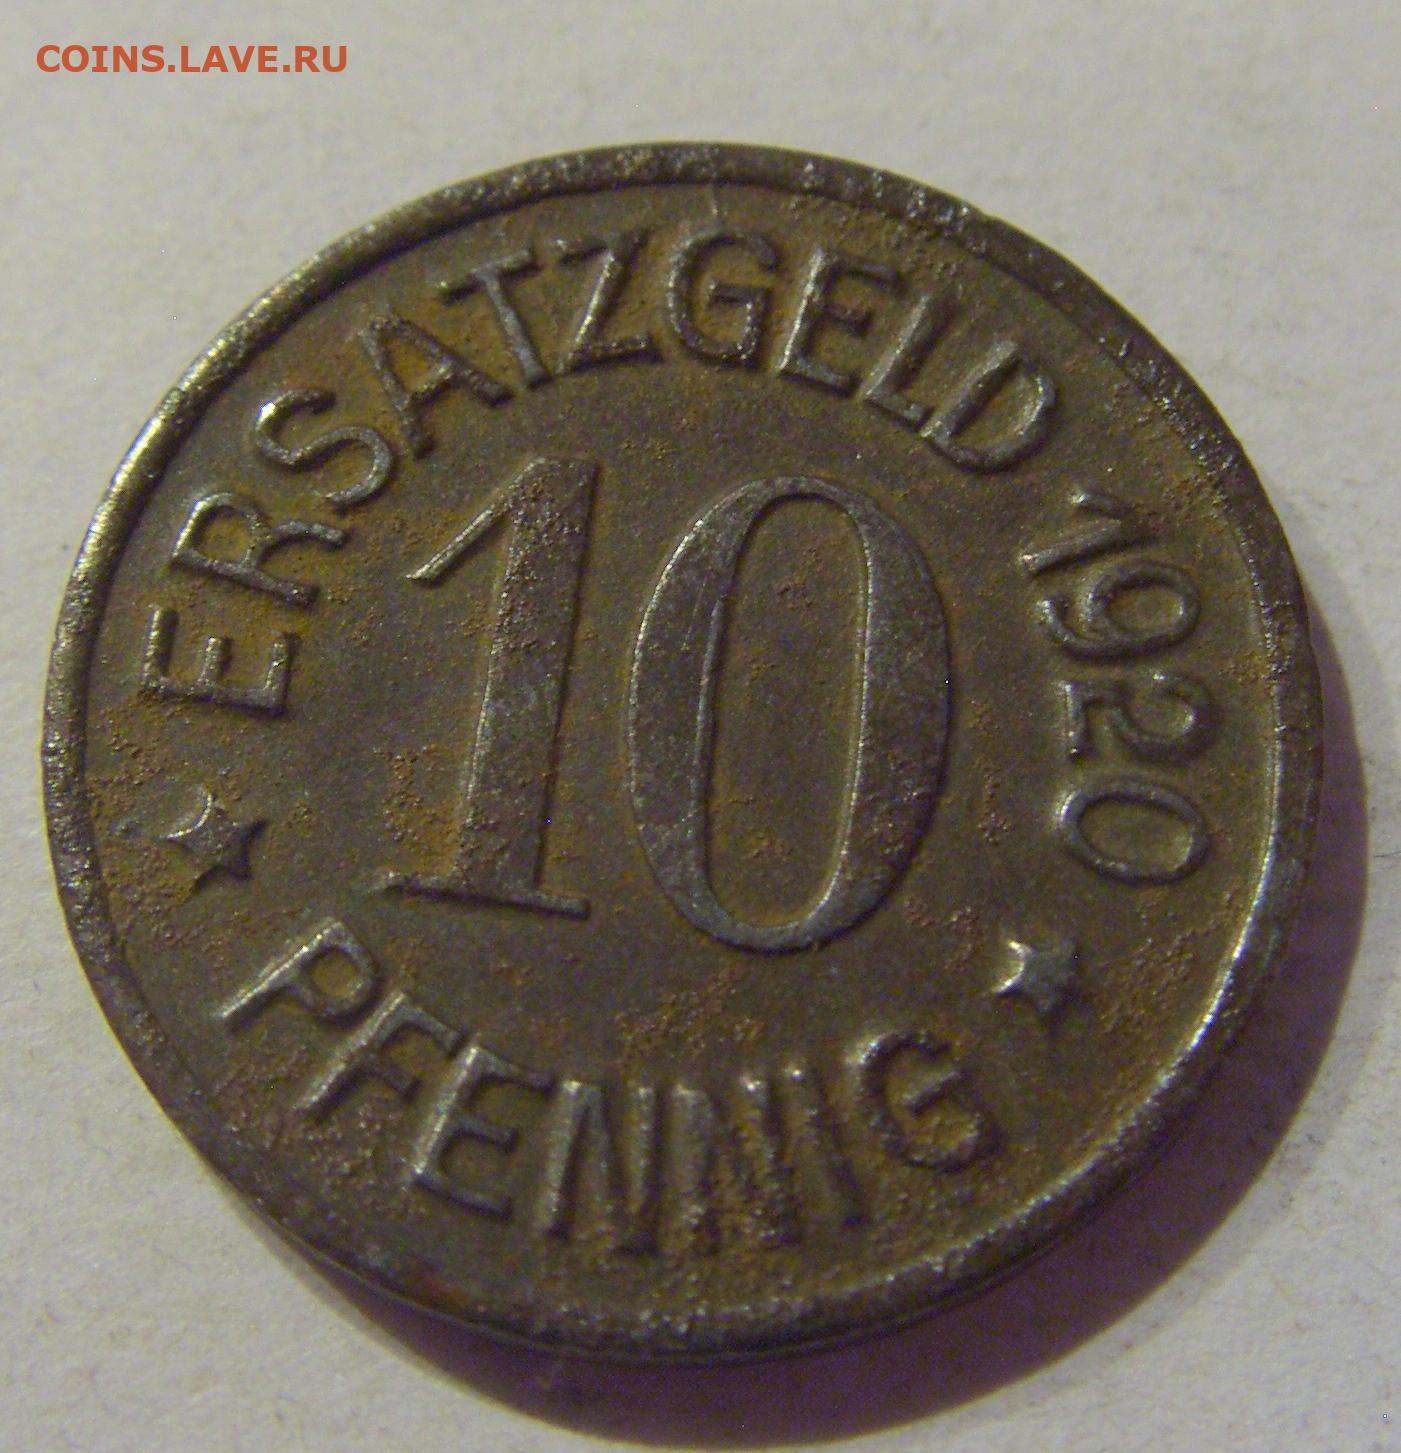 COINS.LAVE.RU
ERSATZGELD 1920
10
PFENNIG